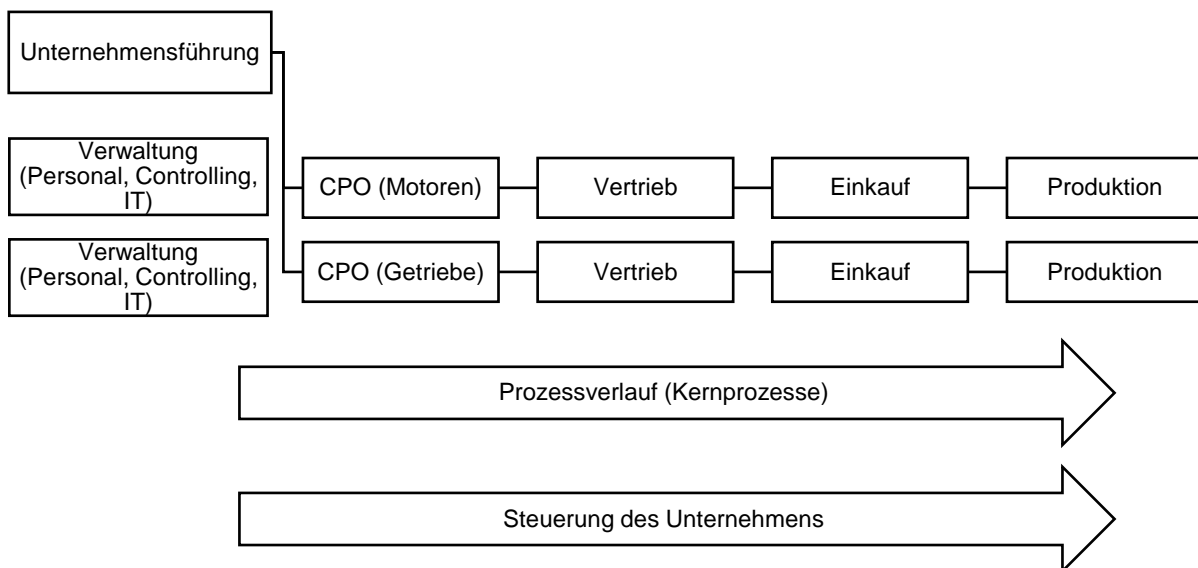 Unternehmensführung
Verwaltung
(Personal, Controlling,
IT)
CPO (Motoren)
Vertrieb
Einkauf
Produktion
Verwaltung
(Personal, Controlling,
IT)
CPO (Getriebe)
Vertrieb
Einkauf
Produktion
Prozessverlauf (Kernprozesse)
Steuerung des Unternehmens